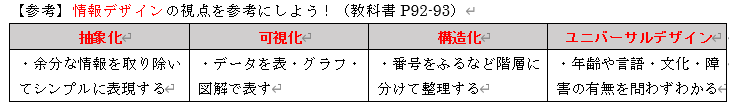 【参考】情報デザインの視点を参考にしよう！（教科書 P92-93）
抽象化 可視化 構造化 ユニバーサルデザイン
・余分な情報を取り除いてシンプルに表現する
・データを表・グラフ・図解で表す
・番号をふるなど階層に分けて整理する
・年齢や言語・文化・障害の有無を問わずわかる